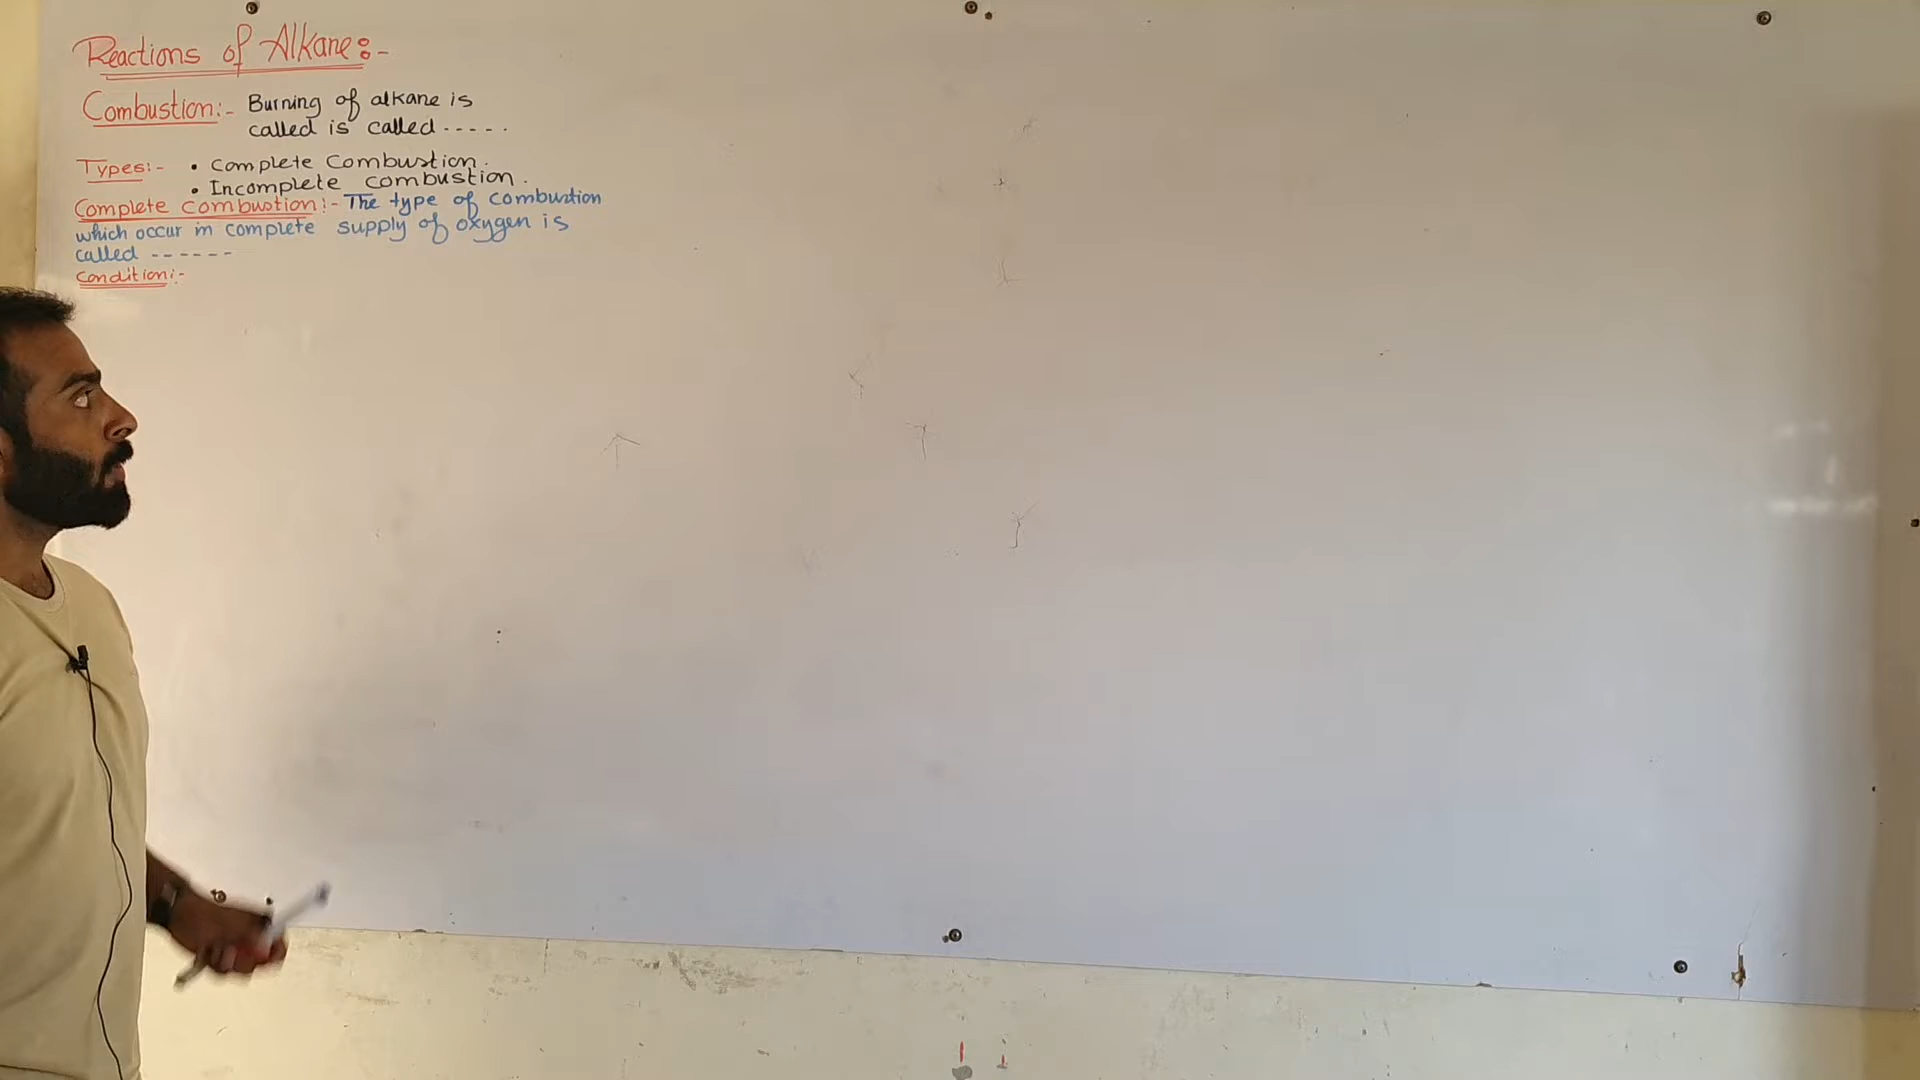 Reactions of Alkane:-
Combustion:- Burning of alkane is
called is called -----
Types:- • Complete Combustion.
• Incomplete combustion.
Complete combustion:- The type of combustion
which occur in complete supply of oxygen is
called ------
Condition:-